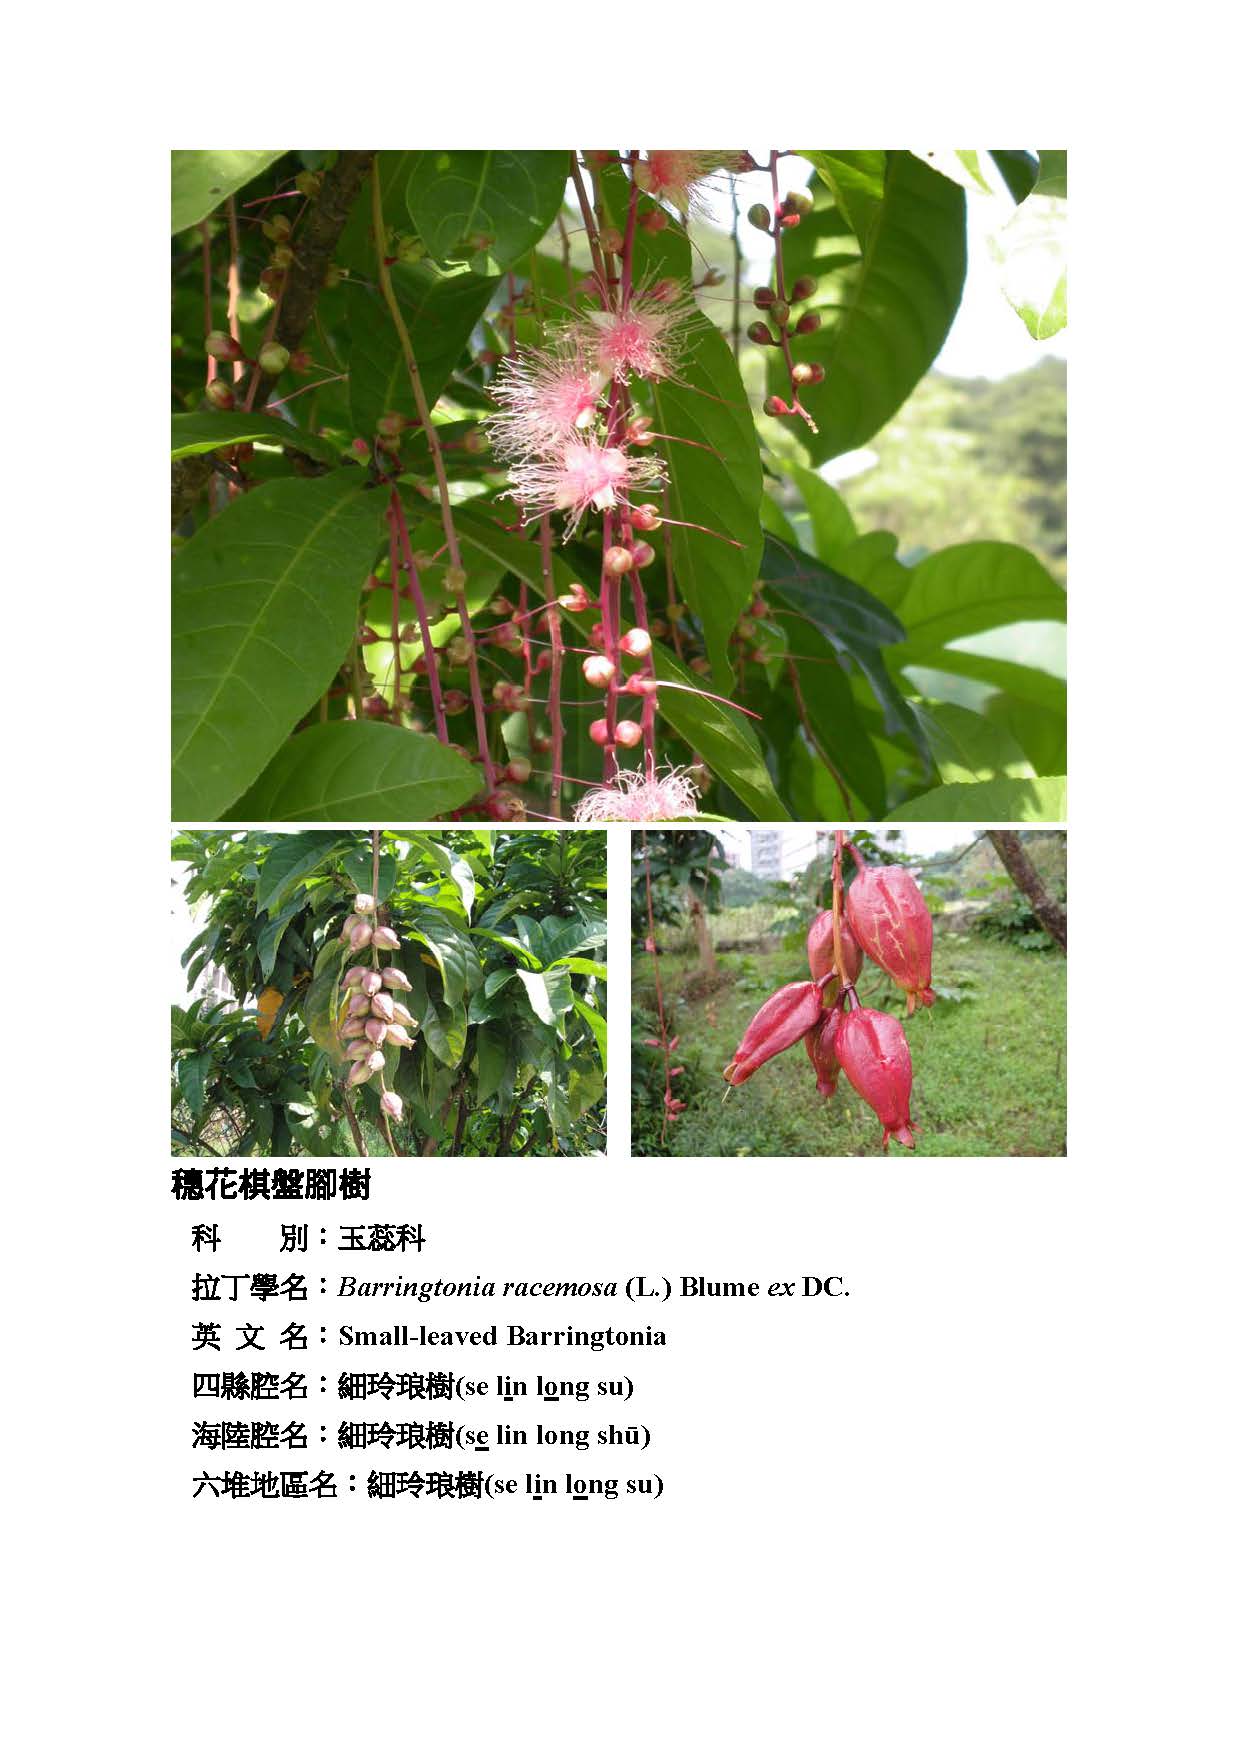 穗花棋盤腳樹
科　　別：玉蕊科
拉丁學名：Barringtonia racemosa (L.) Blume ex DC.
英 文 名：Small-leaved Barringtonia
四縣腔名：細玲琅樹(se lin long su)
海陸腔名：細玲琅樹(se lin long shū)
六堆地區名：細玲琅樹(se lin long su)